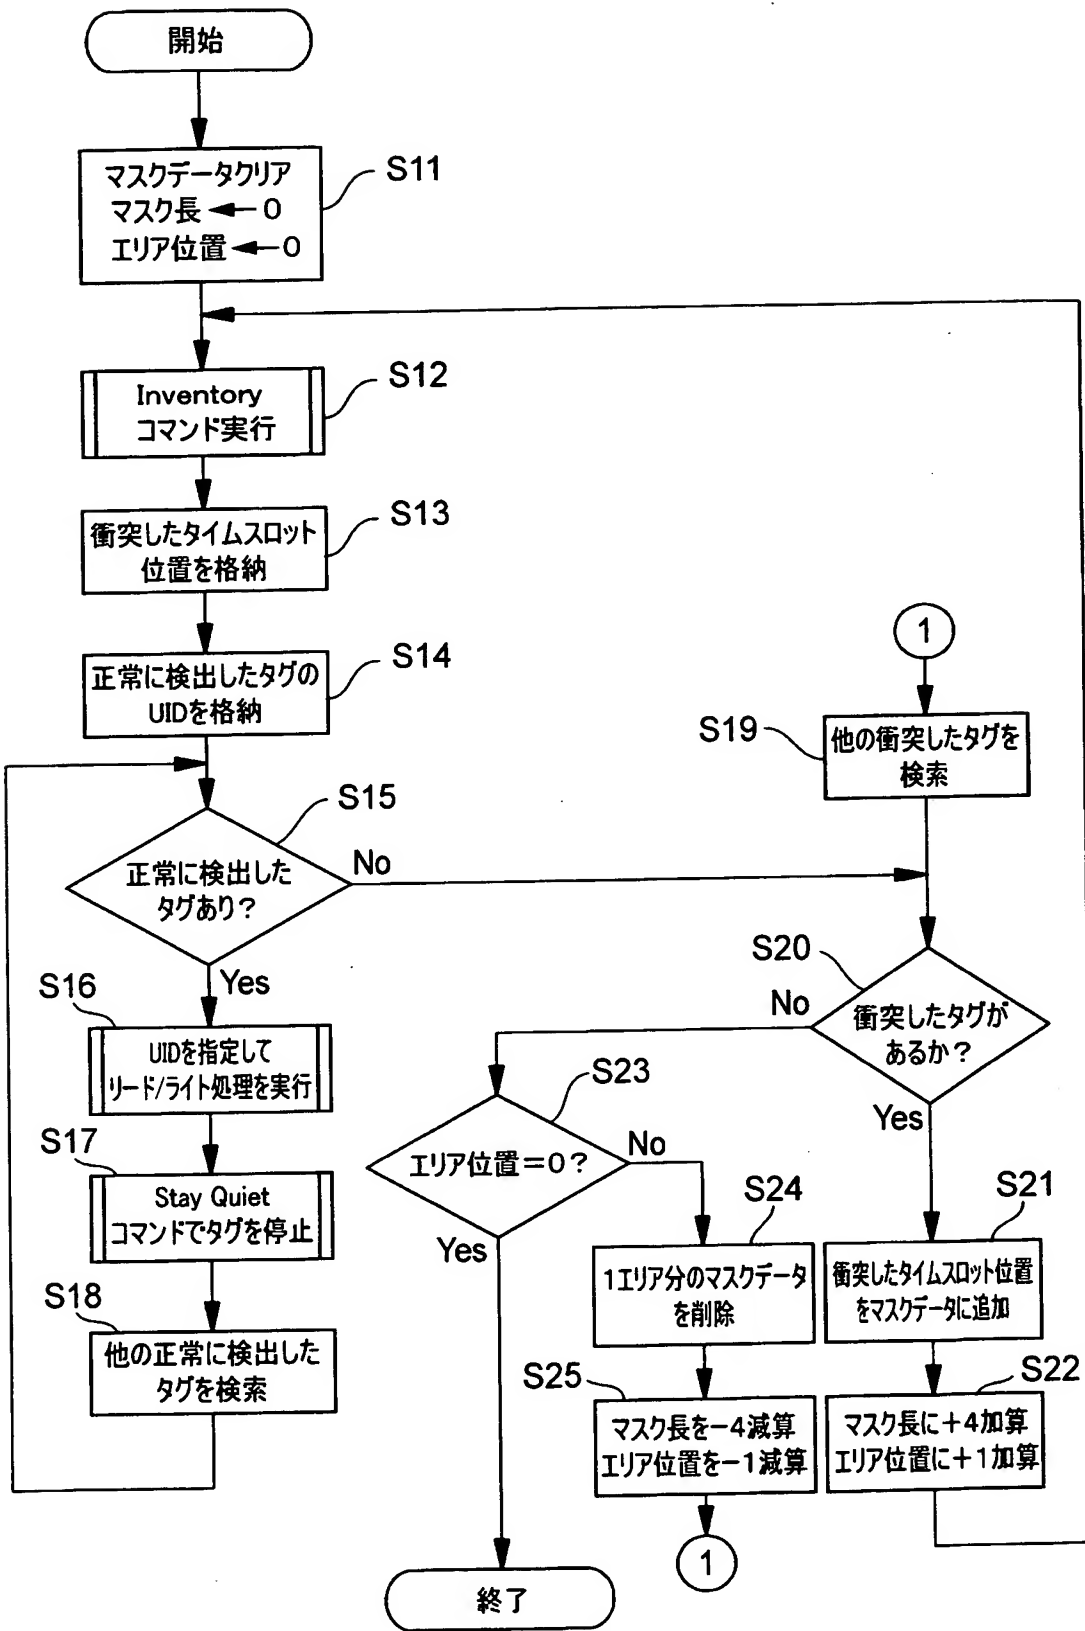 開始
マスクデータクリア
マスク長←0
エリア位置←0
S11
Inventory
コマンド実行
S12
衝突したタイムスロット
位置を格納
S13
正常に検出したタグの
UIDを格納
S14
正常に検出した
タグあり?
S15
No
Yes
S16
UIDを指定して
リード/ライト処理を実行
S17
Stay Quiet
コマンドでタグを停止
S18
他の正常に検出した
タグを検索
1
S19
他の衝突したタグを
検索
S20
衝突したタグが
あるか?
No
Yes
S23
エリア位置=0?
No
Yes
S24
1エリア分のマスクデータ
を削除
S25
マスク長を-4減算
エリア位置を-1減算
1
S21
衝突したタイムスロット位置
をマスクデータに追加
S22
マスク長に+4加算
エリア位置に+1加算
終了